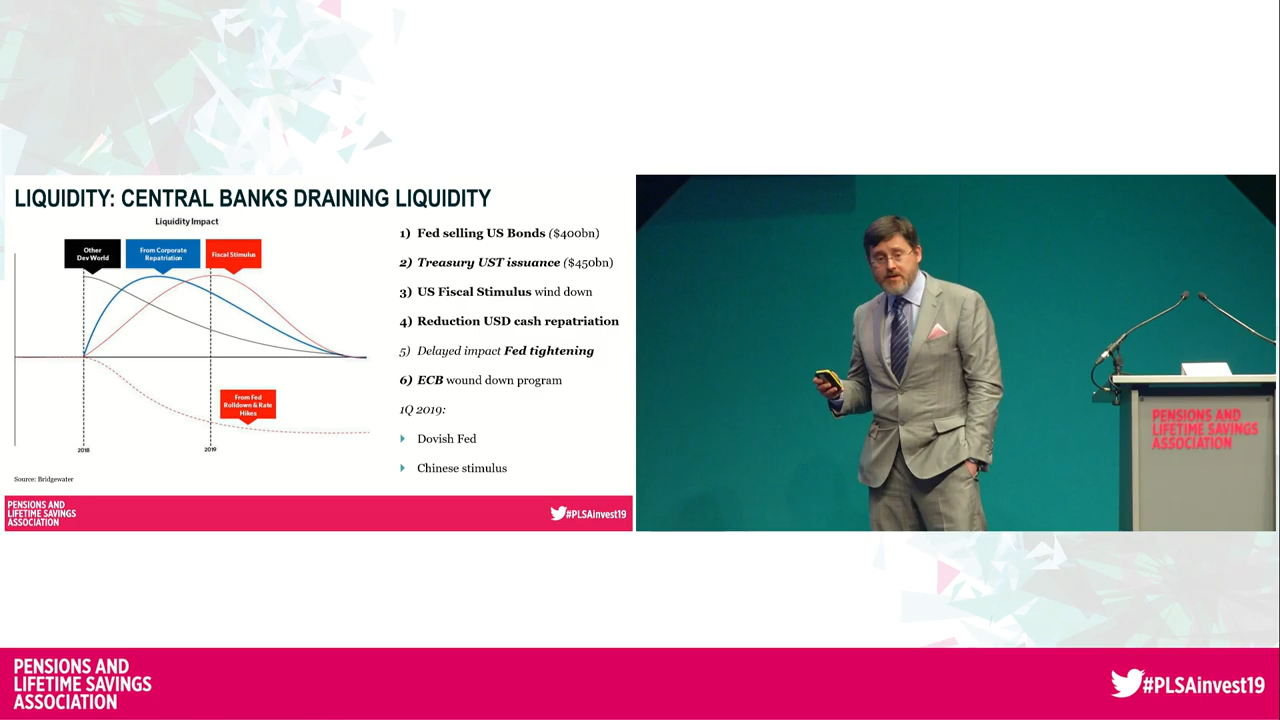 LIQUIDITY: CENTRAL BANKS DRAINING LIQUIDITY
Liquidity Impact
Other
Dev World
From Corporate
Repatriation
Fiscal Stimulus
From Fed
Rolldown & Rate
Hikes
2018
2019
Source: Bridgewater
1) Fed selling US Bonds ($400bn)
2) Treasury UST issuance ($450bn)
3) US Fiscal Stimulus wind down
4) Reduction USD cash repatriation
5) Delayed impact Fed tightening
6) ECB wound down program
1Q 2019:
Dovish Fed
Chinese stimulus
PENSIONS AND
LIFETIME SAVINGS
ASSOCIATION
#PLSAinvest19
PENSIONS AND
LIFETIME SAVINGS
ASSOCIATION
PENSIONS AND
LIFETIME SAVINGS
ASSOCIATION
#PLSAinvest19